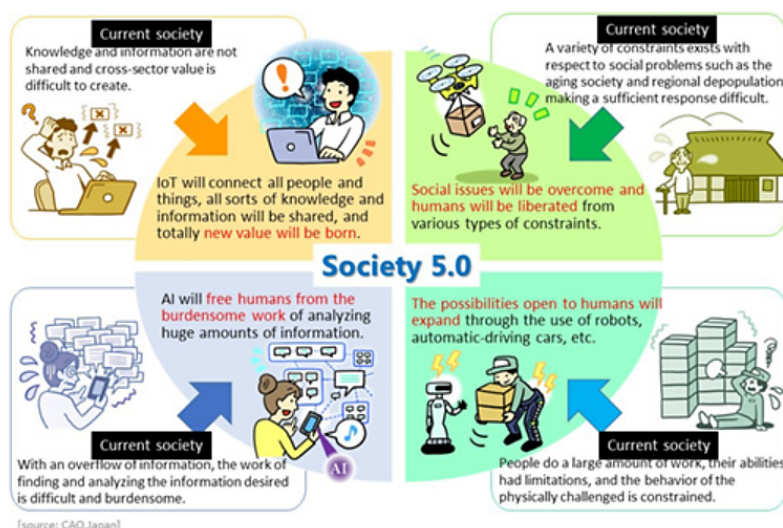 Current society
Knowledge and information are not
shared and cross-sector value is
difficult to create.
IoT will connect all people and
things, all sorts of knowledge and
information will be shared, and
totally new value will be born.
Current society
A variety of constraints exists with
respect to social problems such as the
aging society and regional depopulation,
making a sufficient response difficult.
Social issues will be overcome and
humans will be liberated from
various types of constraints.
Society 5.0
AI will free humans from the
burdensome work of analyzing
huge amounts of information.
AI
Current society
With an overflow of information, the work of
finding and analyzing the information desired
is difficult and burdensome.
The possibilities open to humans will
expand through the use of robots,
automatic-driving cars, etc.
Current society
People do a large amount of work, their abilities
had limitations, and the behavior of the
physically challenged is constrained.
[source: CAO,Japan]